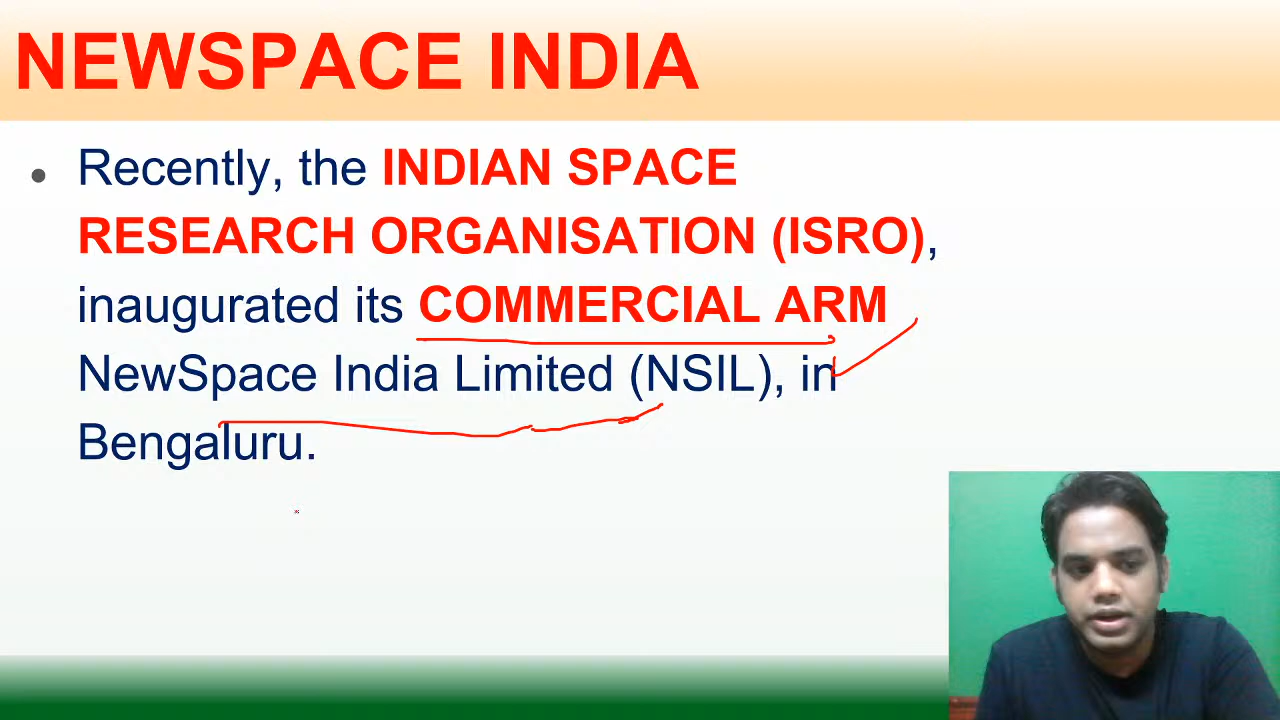 NEWSPACE INDIA
• Recently, the INDIAN SPACE
RESEARCH ORGANISATION (ISRO),
inaugurated its COMMERCIAL ARM
NewSpace India Limited (NSIL), in
Bengaluru.